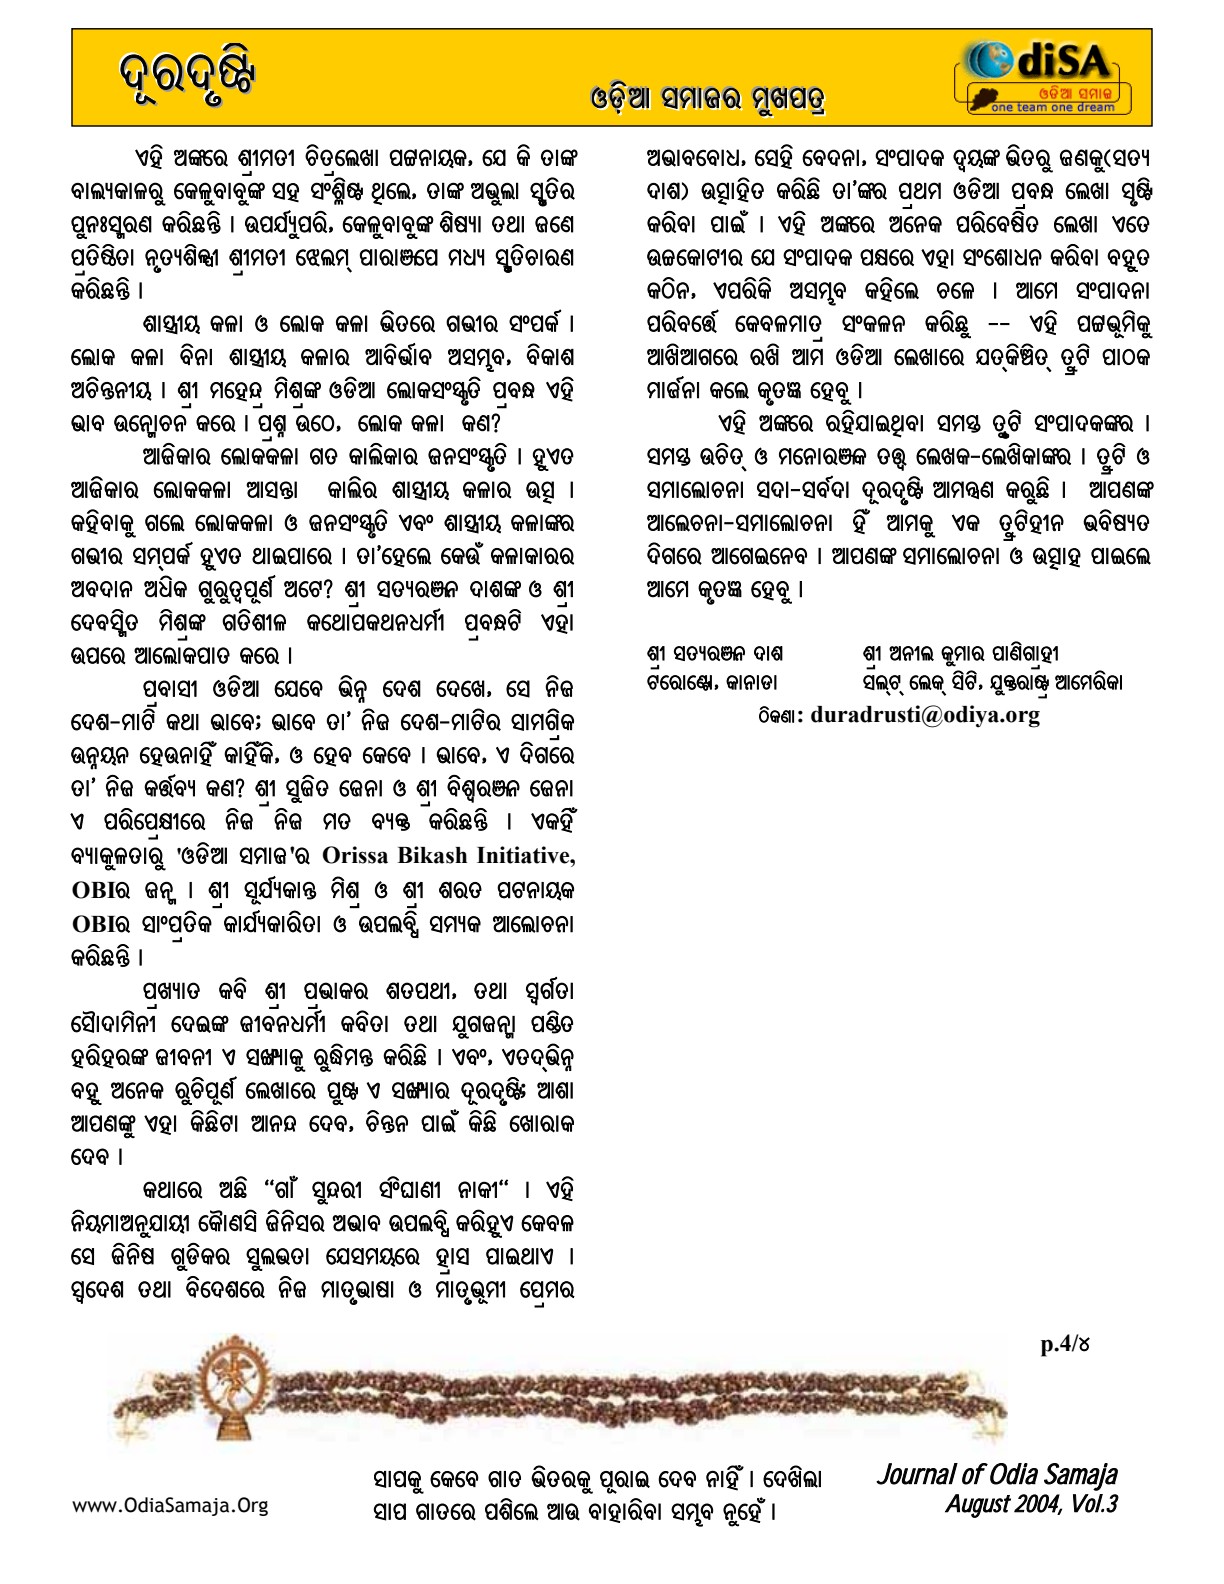 ଦୂରଦୃଷ୍ଟି
ଓଡ଼ିଆ ସମାଜର ମୁଖପତ୍ର
OdiSA
ଓଡିଆ ସମାଜ
one team one dream
ଏହି ଅଙ୍କରେ ଶ୍ରୀମତୀ ଚିତ୍ରଲେଖା ପଟ୍ଟନାୟକ, ଯେ କି ତାଙ୍କ
ବାଲ୍ୟକାଳରୁ କେଳୁବାବୁଙ୍କ ସହ ସଂଶ୍ଳିଷ୍ଟ ଥିଲେ, ତାଙ୍କ ଅଭୁଲା ସ୍ମୃତିର
ପୁନଃସ୍ମରଣ କରିଛନ୍ତି । ଉପର୍ଯ୍ୟୁପରି, କେଳୁବାବୁଙ୍କ ଶିଷ୍ୟା ତଥା ଜଣେ
ପ୍ରତିଷ୍ଠିତା ନୃତ୍ୟଶିଳ୍ପୀ ଶ୍ରୀମତୀ ଝେଲମ୍ ପାରାଞ୍ଜପେ ମଧ୍ୟ ସ୍ମୃତିଚାରଣ
କରିଛନ୍ତି ।
ଶାସ୍ତ୍ରୀୟ କଳା ଓ ଲୋକ କଳା ଭିତରେ ଗଭୀର ସଂପର୍କ ।
ଲୋକ କଳା ବିନା ଶାସ୍ତ୍ରୀୟ କଳାର ଆବିର୍ଭାବ ଅସମ୍ଭବ, ବିକାଶ
ଅଚିନ୍ତନୀୟ । ଶ୍ରୀ ମହେନ୍ଦ୍ର ମିଶ୍ରଙ୍କ ଓଡିଆ ଲୋକସଂସ୍କୃତି ପ୍ରବନ୍ଧ ଏହି
ଭାବ ଉନ୍ମୋଚନ କରେ । ପ୍ରଶ୍ନ ଉଠେ, ଲୋକ କଳା କଣ?
ଆଜିକାର ଲୋକକଳା ଗତ କାଲିକାର ଜନସଂସ୍କୃତି । ହୁଏତ
ଆଜିକାର ଲୋକକଳା ଆସନ୍ତା କାଲିର ଶାସ୍ତ୍ରୀୟ କଳାର ଉତ୍ସ ।
କହିବାକୁ ଗଲେ ଲୋକକଳା ଓ ଜନସଂସ୍କୃତି ଏବଂ ଶାସ୍ତ୍ରୀୟ କଳାଙ୍କର
ଗଭୀର ସମ୍ପର୍କ ହୁଏତ ଥାଇପାରେ । ତା'ହେଲେ କେଉଁ କଳାକାରର
ଅବଦାନ ଅଧିକ ଗୁରୁତ୍ୱପୂର୍ଣ ଅଟେ? ଶ୍ରୀ ସତ୍ୟରଞ୍ଜନ ଦାଶଙ୍କ ଓ ଶ୍ରୀ
ଦେବସ୍ମିତ ମିଶ୍ରଙ୍କ ଗତିଶୀଳ କଥୋପକଥନଧର୍ମୀ ପ୍ରବନ୍ଧଟି ଏହା
ଉପରେ ଆଲୋକପାତ କରେ ।
ପ୍ରବାସୀ ଓଡିଆ ଯେବେ ଭିନ୍ନ ଦେଶ ଦେଖେ, ସେ ନିଜ
ଦେଶ-ମାଟି କଥା ଭାବେ; ଭାବେ ତା' ନିଜ ଦେଶ-ମାଟିର ସାମଗ୍ରିକ
ଉନ୍ନୟନ ହେଉନାହିଁ କାହିଁକି, ଓ ହେବ କେବେ । ଭାବେ, ଏ ଦିଗରେ
ତା' ନିଜ କର୍ତ୍ତବ୍ୟ କଣ? ଶ୍ରୀ ସୁଜିତ ଜେନା ଓ ଶ୍ରୀ ବିଶ୍ୱରଞ୍ଜନ ଜେନା
ଏ ପରିପ୍ରେକ୍ଷୀରେ ନିଜ ନିଜ ମତ ବ୍ୟକ୍ତ କରିଛନ୍ତି । ଏକହିଁ
ବ୍ୟାକୁଳତାରୁ 'ଓଡିଆ ସମାଜ'ର Orissa Bikash Initiative,
OBIର ଜନ୍ମ । ଶ୍ରୀ ସୂର୍ଯ୍ୟକାନ୍ତ ମିଶ୍ର ଓ ଶ୍ରୀ ଶରତ ପଟନାୟକ
OBIର ସାଂପ୍ରତିକ କାର୍ଯ୍ୟକାରିତା ଓ ଉପଲବ୍ଧି ସମ୍ୟକ ଆଲୋଚନା
କରିଛନ୍ତି ।
ପ୍ରଖ୍ୟାତ କବି ଶ୍ରୀ ପ୍ରଭାକର ଶତପଥୀ, ତଥା ସ୍ୱର୍ଗତା
ସୌଦାମିନୀ ଦେଇଙ୍କ ଜୀବନଧର୍ମୀ କବିତା ତଥା ଯୁଗଜନ୍ମା ପଣ୍ଡିତ
ହରିହରଙ୍କ ଜୀବନୀ ଏ ସଙ୍ଖ୍ୟାକୁ ରୁଦ୍ଧିମନ୍ତ କରିଛି । ଏବଂ, ଏତଦ୍‌ଭିନ୍ନ
ବହୁ ଅନେକ ରୁଚିପୂର୍ଣ ଲେଖାରେ ପୁଷ୍ଟ ଏ ସଙ୍ଖ୍ୟାର ଦୂରଦୃଷ୍ଟି; ଆଶା
ଆପଣଙ୍କୁ ଏହା କିଛିଟା ଆନନ୍ଦ ଦେବ, ଚିନ୍ତନ ପାଇଁ କିଛି ଖୋରାକ
ଦେବ ।
କଥାରେ ଅଛି “ଗାଁ ସୁନ୍ଦରୀ ସିଂଘାଣୀ ନାକୀ“ । ଏହି
ନିୟମାଅନୁଯାୟୀ କୌଣସି ଜିନିସର ଅଭାବ ଉପଲବ୍ଧି କରିହୁଏ କେବଳ
ସେ ଜିନିଷ ଗୁଡିକର ସୁଲଭତା ଯେସମୟରେ ହ୍ରାସ ପାଇଥାଏ ।
ସ୍ୱଦେଶ ତଥା ବିଦେଶରେ ନିଜ ମାତୃଭାଷା ଓ ମାତୃଭୂମୀ ପ୍ରେମର
ଅଭାବବୋଧ, ସେହି ବେଦନା, ସଂପାଦକ ଦ୍ୱୟଙ୍କ ଭିତରୁ ଜଣକୁ(ସତ୍ୟ
ଦାଶ) ଉତ୍ସାହିତ କରିଛି ତା'ଙ୍କର ପ୍ରଥମ ଓଡିଆ ପ୍ରବନ୍ଧ ଲେଖା ସୃଷ୍ଟି
କରିବା ପାଇଁ । ଏହି ଅଙ୍କରେ ଅନେକ ପରିବେଷିତ ଲେଖା ଏତେ
ଉଚ୍ଚକୋଟୀର ଯେ ସଂପାଦକ ପକ୍ଷରେ ଏହା ସଂଶୋଧନ କରିବା ବହୁତ
କଠିନ, ଏପରିକି ଅସମ୍ଭବ କହିଲେ ଚଳେ । ଆମେ ସଂପାଦନା
ପରିବର୍ତ୍ତେ କେବଳମାତ୍ର ସଂକଳନ କରିଛୁ -- ଏହି ପଟ୍ଟଭୂମିକୁ
ଆଖିଆଗରେ ରଖି ଆମ ଓଡିଆ ଲେଖାରେ ଯତ୍‌କିଞ୍ଚିତ୍ ତ୍ରୁଟି ପାଠକ
ମାର୍ଜନା କଲେ କୃତଜ୍ଞ ହେବୁ ।
ଏହି ଅଙ୍କରେ ରହିଯାଇଥିବା ସମସ୍ତ ତ୍ରୁଟି ସଂପାଦକଙ୍କର ।
ସମସ୍ତ ଉଚିତ୍ ଓ ମନୋରଞ୍ଜକ ତତ୍ତ୍ୱ ଲେଖକ-ଲେଖିକାଙ୍କର । ତ୍ରୁଟି ଓ
ସମାଲୋଚନା ସଦା-ସର୍ବଦା ଦୂରଦୃଷ୍ଟି ଆମନ୍ତ୍ରଣ କରୁଛି । ଆପଣଙ୍କ
ଆଲେଚନା-ସମାଲୋଚନା ହିଁ ଆମକୁ ଏକ ତ୍ରୁଟିହୀନ ଭବିଷ୍ୟତ
ଦିଗରେ ଆଗେଇନେବ । ଆପଣଙ୍କ ସମାଲୋଚନା ଓ ଉତ୍ସାହ ପାଇଲେ
ଆମେ କୃତଜ୍ଞ ହେବୁ ।
ଶ୍ରୀ ସତ୍ୟରଞ୍ଜନ ଦାଶ ଶ୍ରୀ ଅନୀଲ କୁମାର ପାଣିଗ୍ରାହୀ
ଟରୋଣ୍ଟୋ, କାନାଡା ସଲ୍‌ଟ୍ ଲେକ୍ ସିଟି, ଯୁକ୍ତରାଷ୍ଟ୍ର ଆମେରିକା
ଠିକଣା: duradrusti@odiya.org
p.4/୪
ସାପକୁ କେବେ ଗାତ ଭିତରକୁ ପୂରାଇ ଦେବ ନାହିଁ । ଦେଖିଲା
ସାପ ଗାତରେ ପଶିଲେ ଆଉ ବାହାରିବା ସମ୍ଭବ ନୁହେଁ ।
www.OdiaSamaja.Org
Journal of Odia Samaja
August 2004, Vol.3